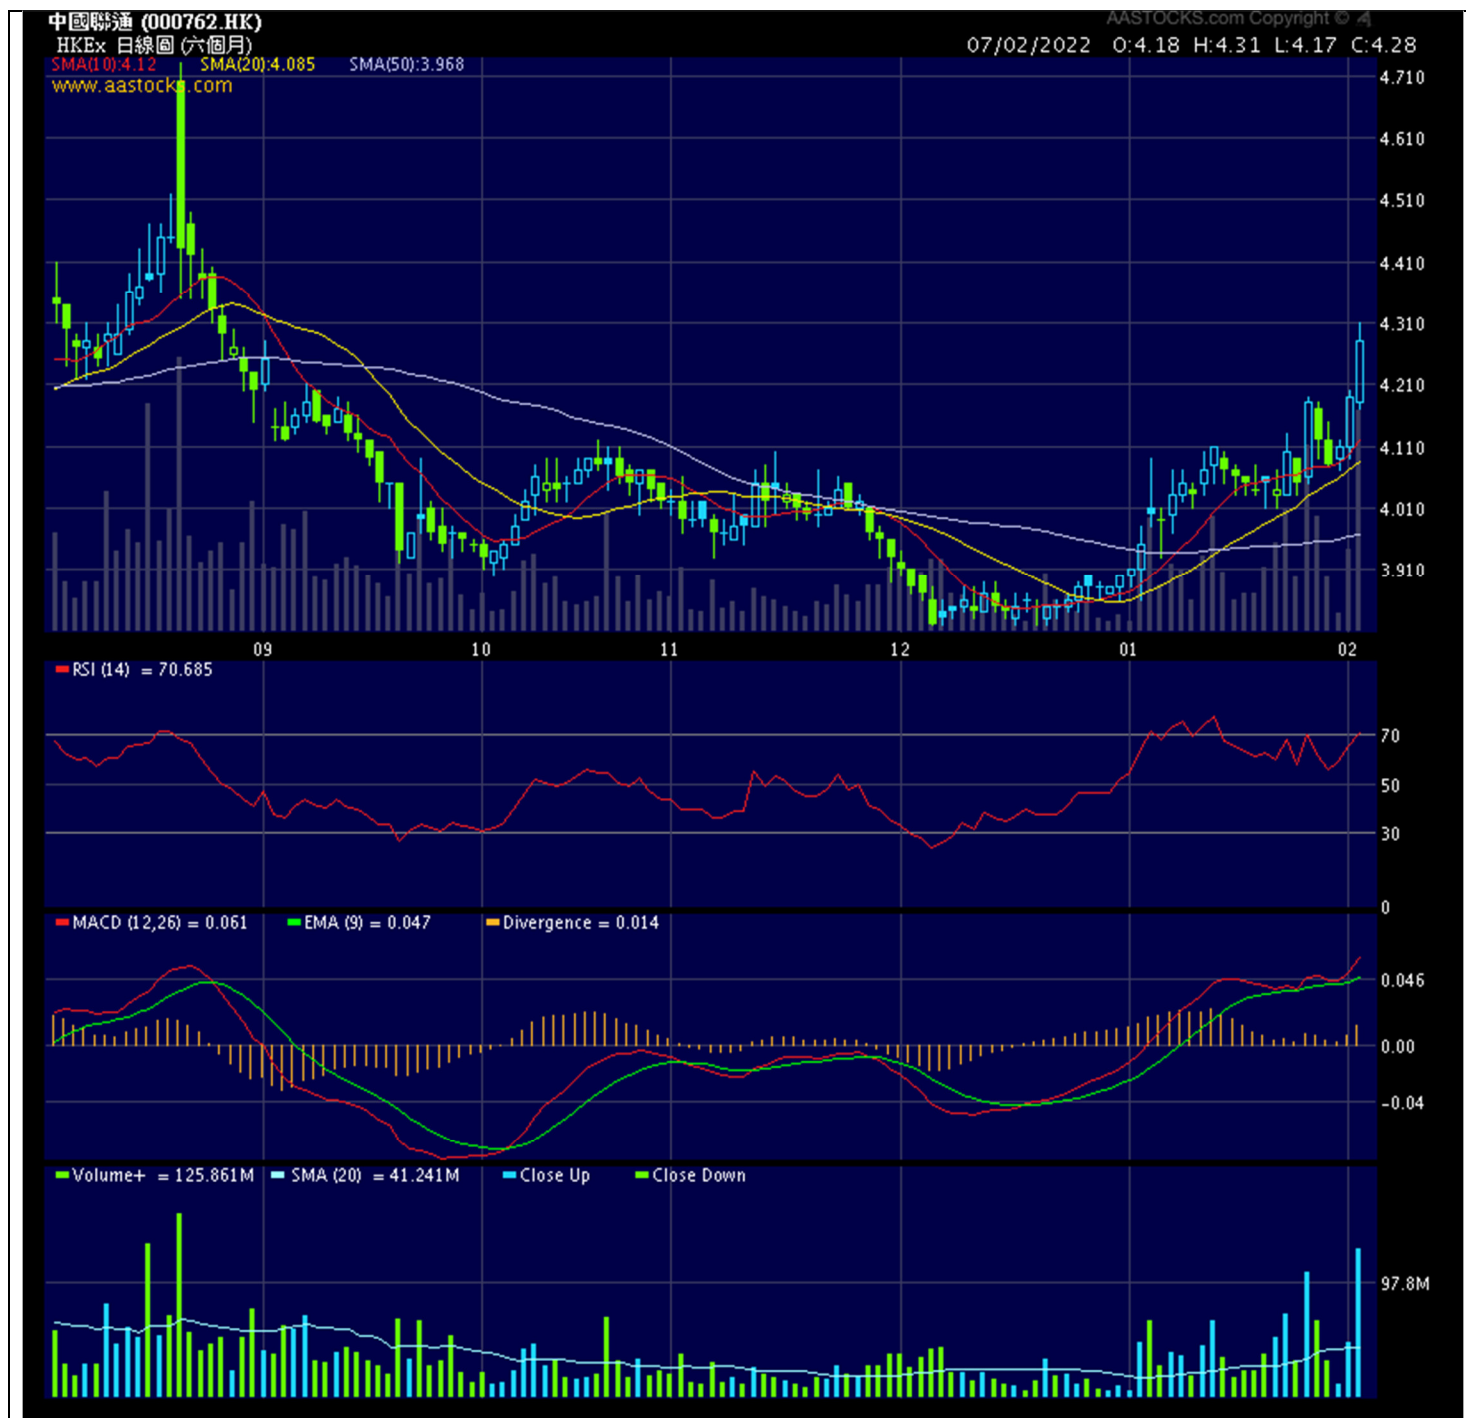 AASTOCKS.com Copyright ©
中國聯通 (000762.HK)
HKEx 日線圖 (六個月)
07/02/2022 O:4.18 H:4.31 L:4.17 C:4.28
SMA(10):4.12 SMA(20):4.085 SMA(50):3.968
www.aastocks.com
4.710
4.610
4.510
4.410
4.310
4.210
4.110
4.010
3.910
09 10 11 12 01 02
RSI (14) = 70.685
70
50
30
0
MACD (12,26) = 0.061 EMA (9) = 0.047 Divergence = 0.014
0.046
0.00
-0.04
Volume+ = 125.861M SMA (20) = 41.241M Close Up Close Down
97.8M